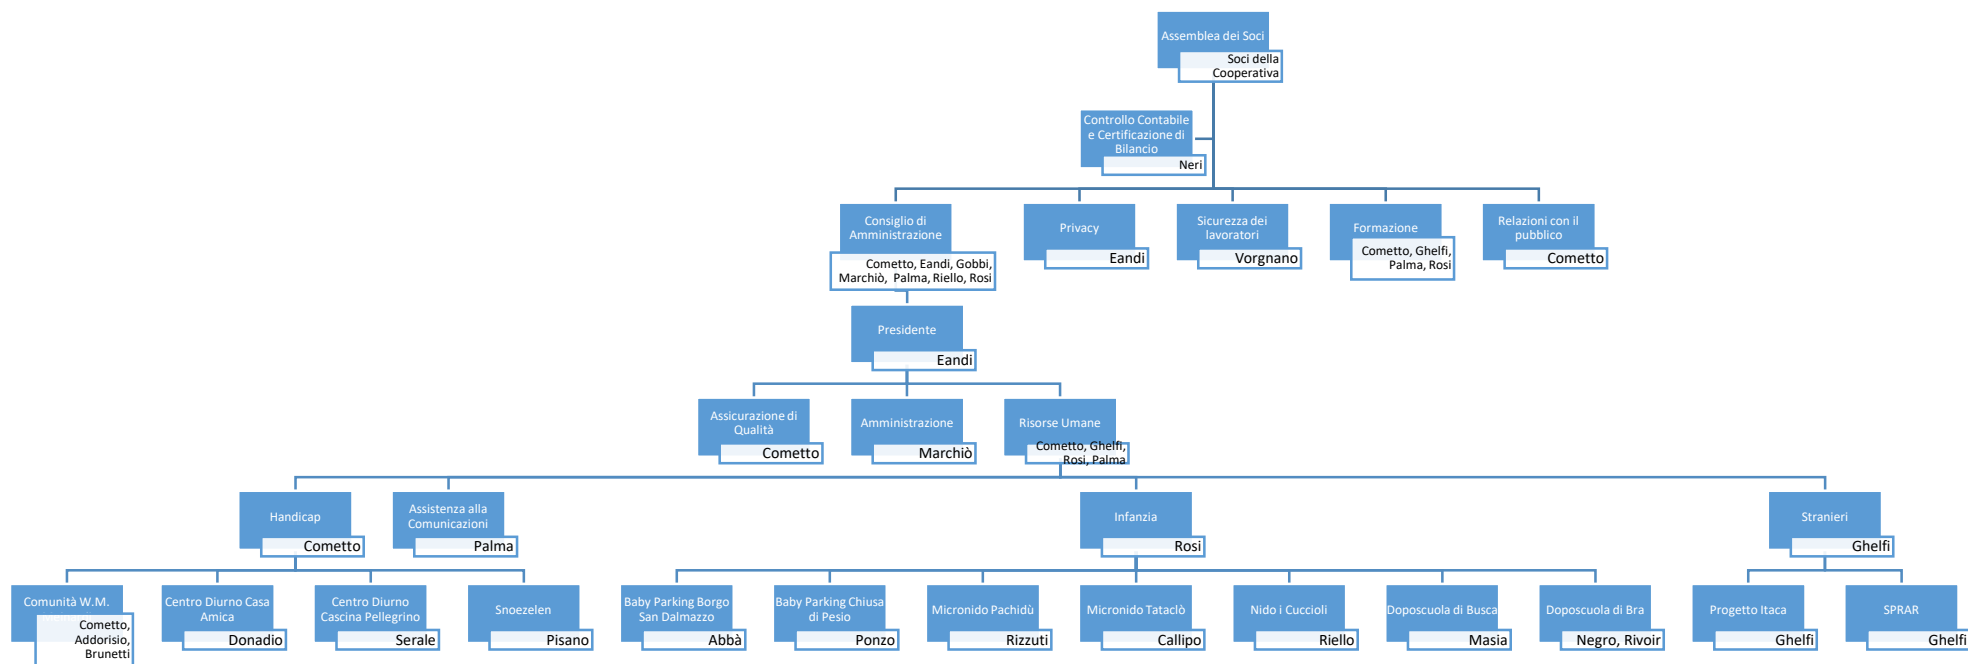 Assemblea dei Soci
Soci della
Cooperativa
Controllo Contabile
e Certificazione di
Bilancio
Neri
Consiglio di
Amministrazione
Cometto, Eandi, Gobbi,
Marchiò, Palma, Riello, Rosi
Privacy
Eandi
Sicurezza dei
lavoratori
Vorgnano
Formazione
Cometto, Ghelfi,
Palma, Rosi
Relazioni con il
pubblico
Cometto
Presidente
Eandi
Assicurazione di
Qualità
Cometto
Amministrazione
Marchiò
Risorse Umane
Cometto, Ghelfi,
Rosi, Palma
Handicap
Cometto
Assistenza alla
Comunicazioni
Palma
Infanzia
Rosi
Stranieri
Ghelfi
Comunità W.M.
Cometto,
Addorisio,
Brunetti
Centro Diurno Casa
Amica
Donadio
Centro Diurno
Cascina Pellegrino
Serale
Snoezelen
Pisano
Baby Parking Borgo
San Dalmazzo
Abbà
Baby Parking Chiusa
di Pesio
Ponzo
Micronido Pachidù
Rizzuti
Micronido Tataclò
Callipo
Nido i Cuccioli
Riello
Doposcuola di Busca
Masia
Doposcuola di Bra
Negro, Rivoir
Progetto Itaca
Ghelfi
SPRAR
Ghelfi